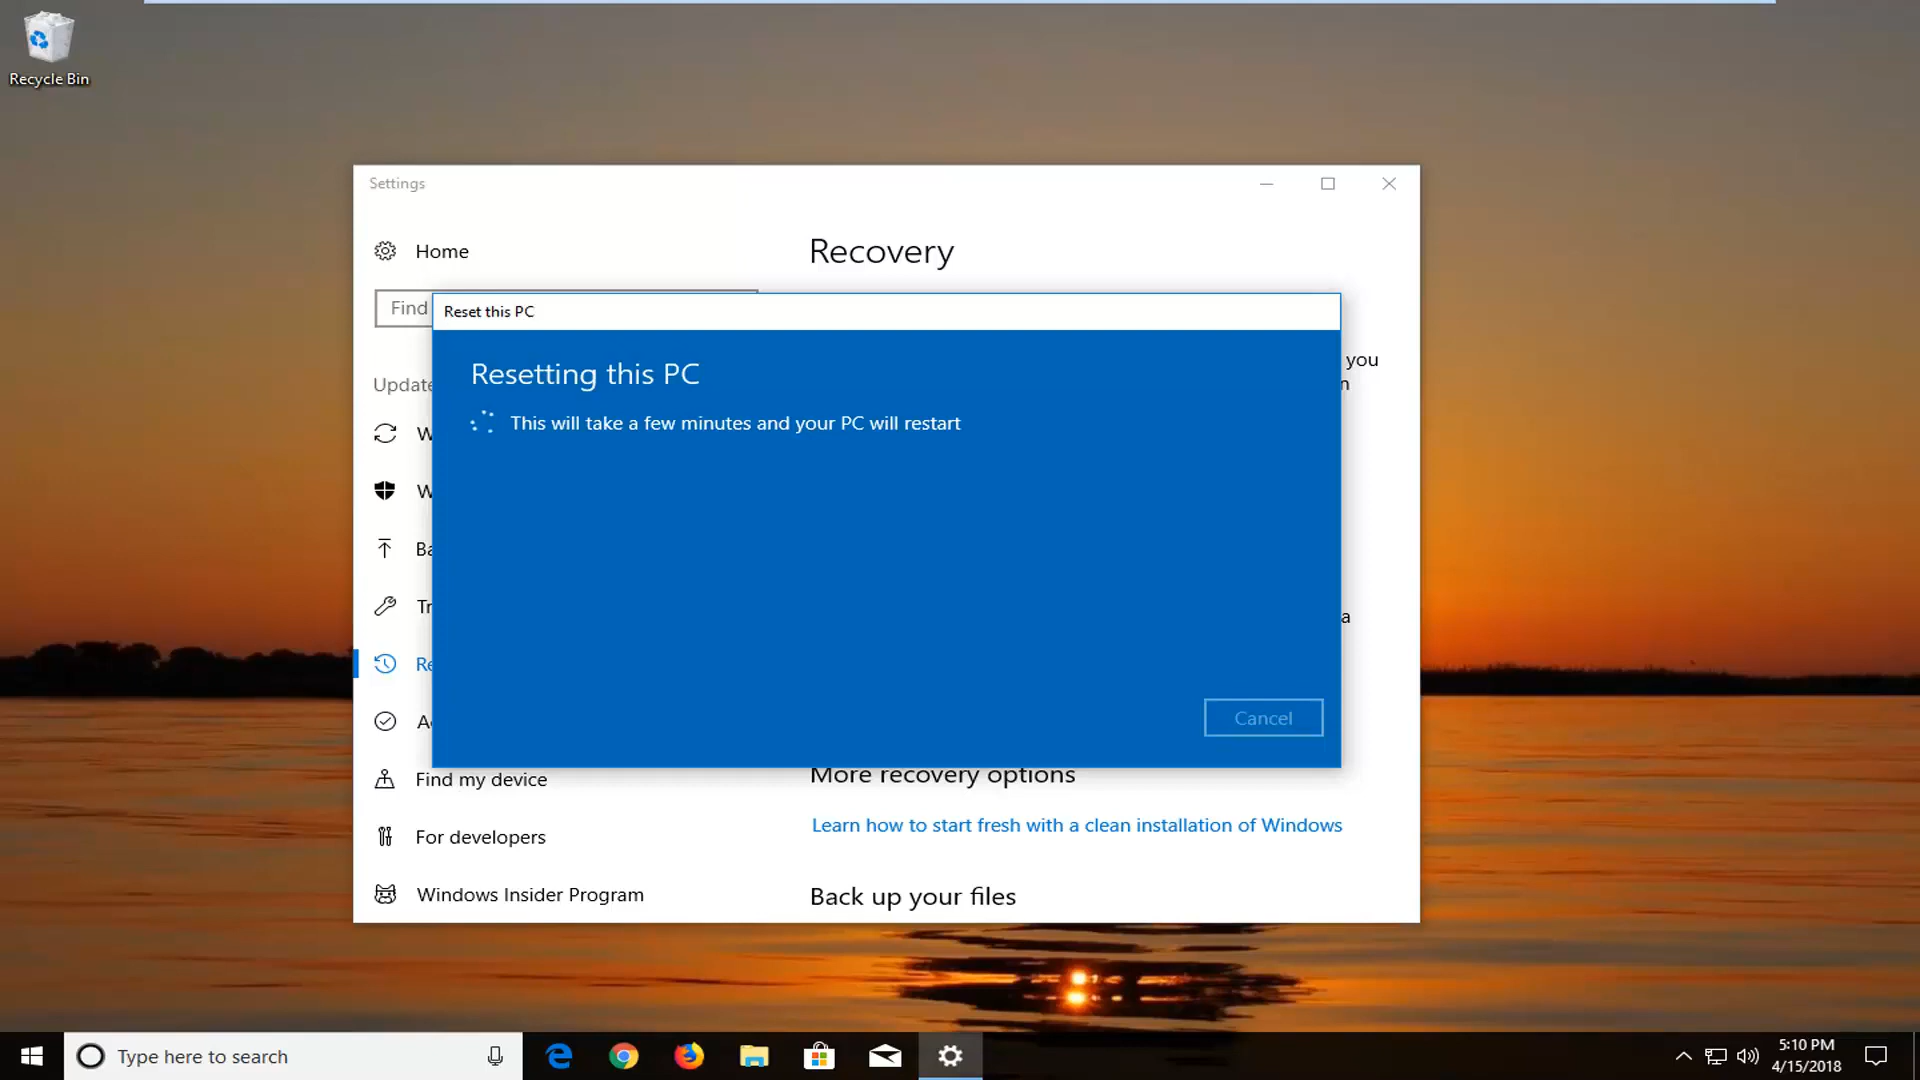 Recycle Bin
Settings
Home
Recovery
Find
Reset this PC
Resetting this PC
you
n
Update
This will take a few minutes and your PC will restart
W
W
Ba
Tr
a
Re
Cancel
A
More recovery options
Find my device
Learn how to start fresh with a clean installation of Windows
For developers
Back up your files
Windows Insider Program
Type here to search
5:10 PM
4/15/2018